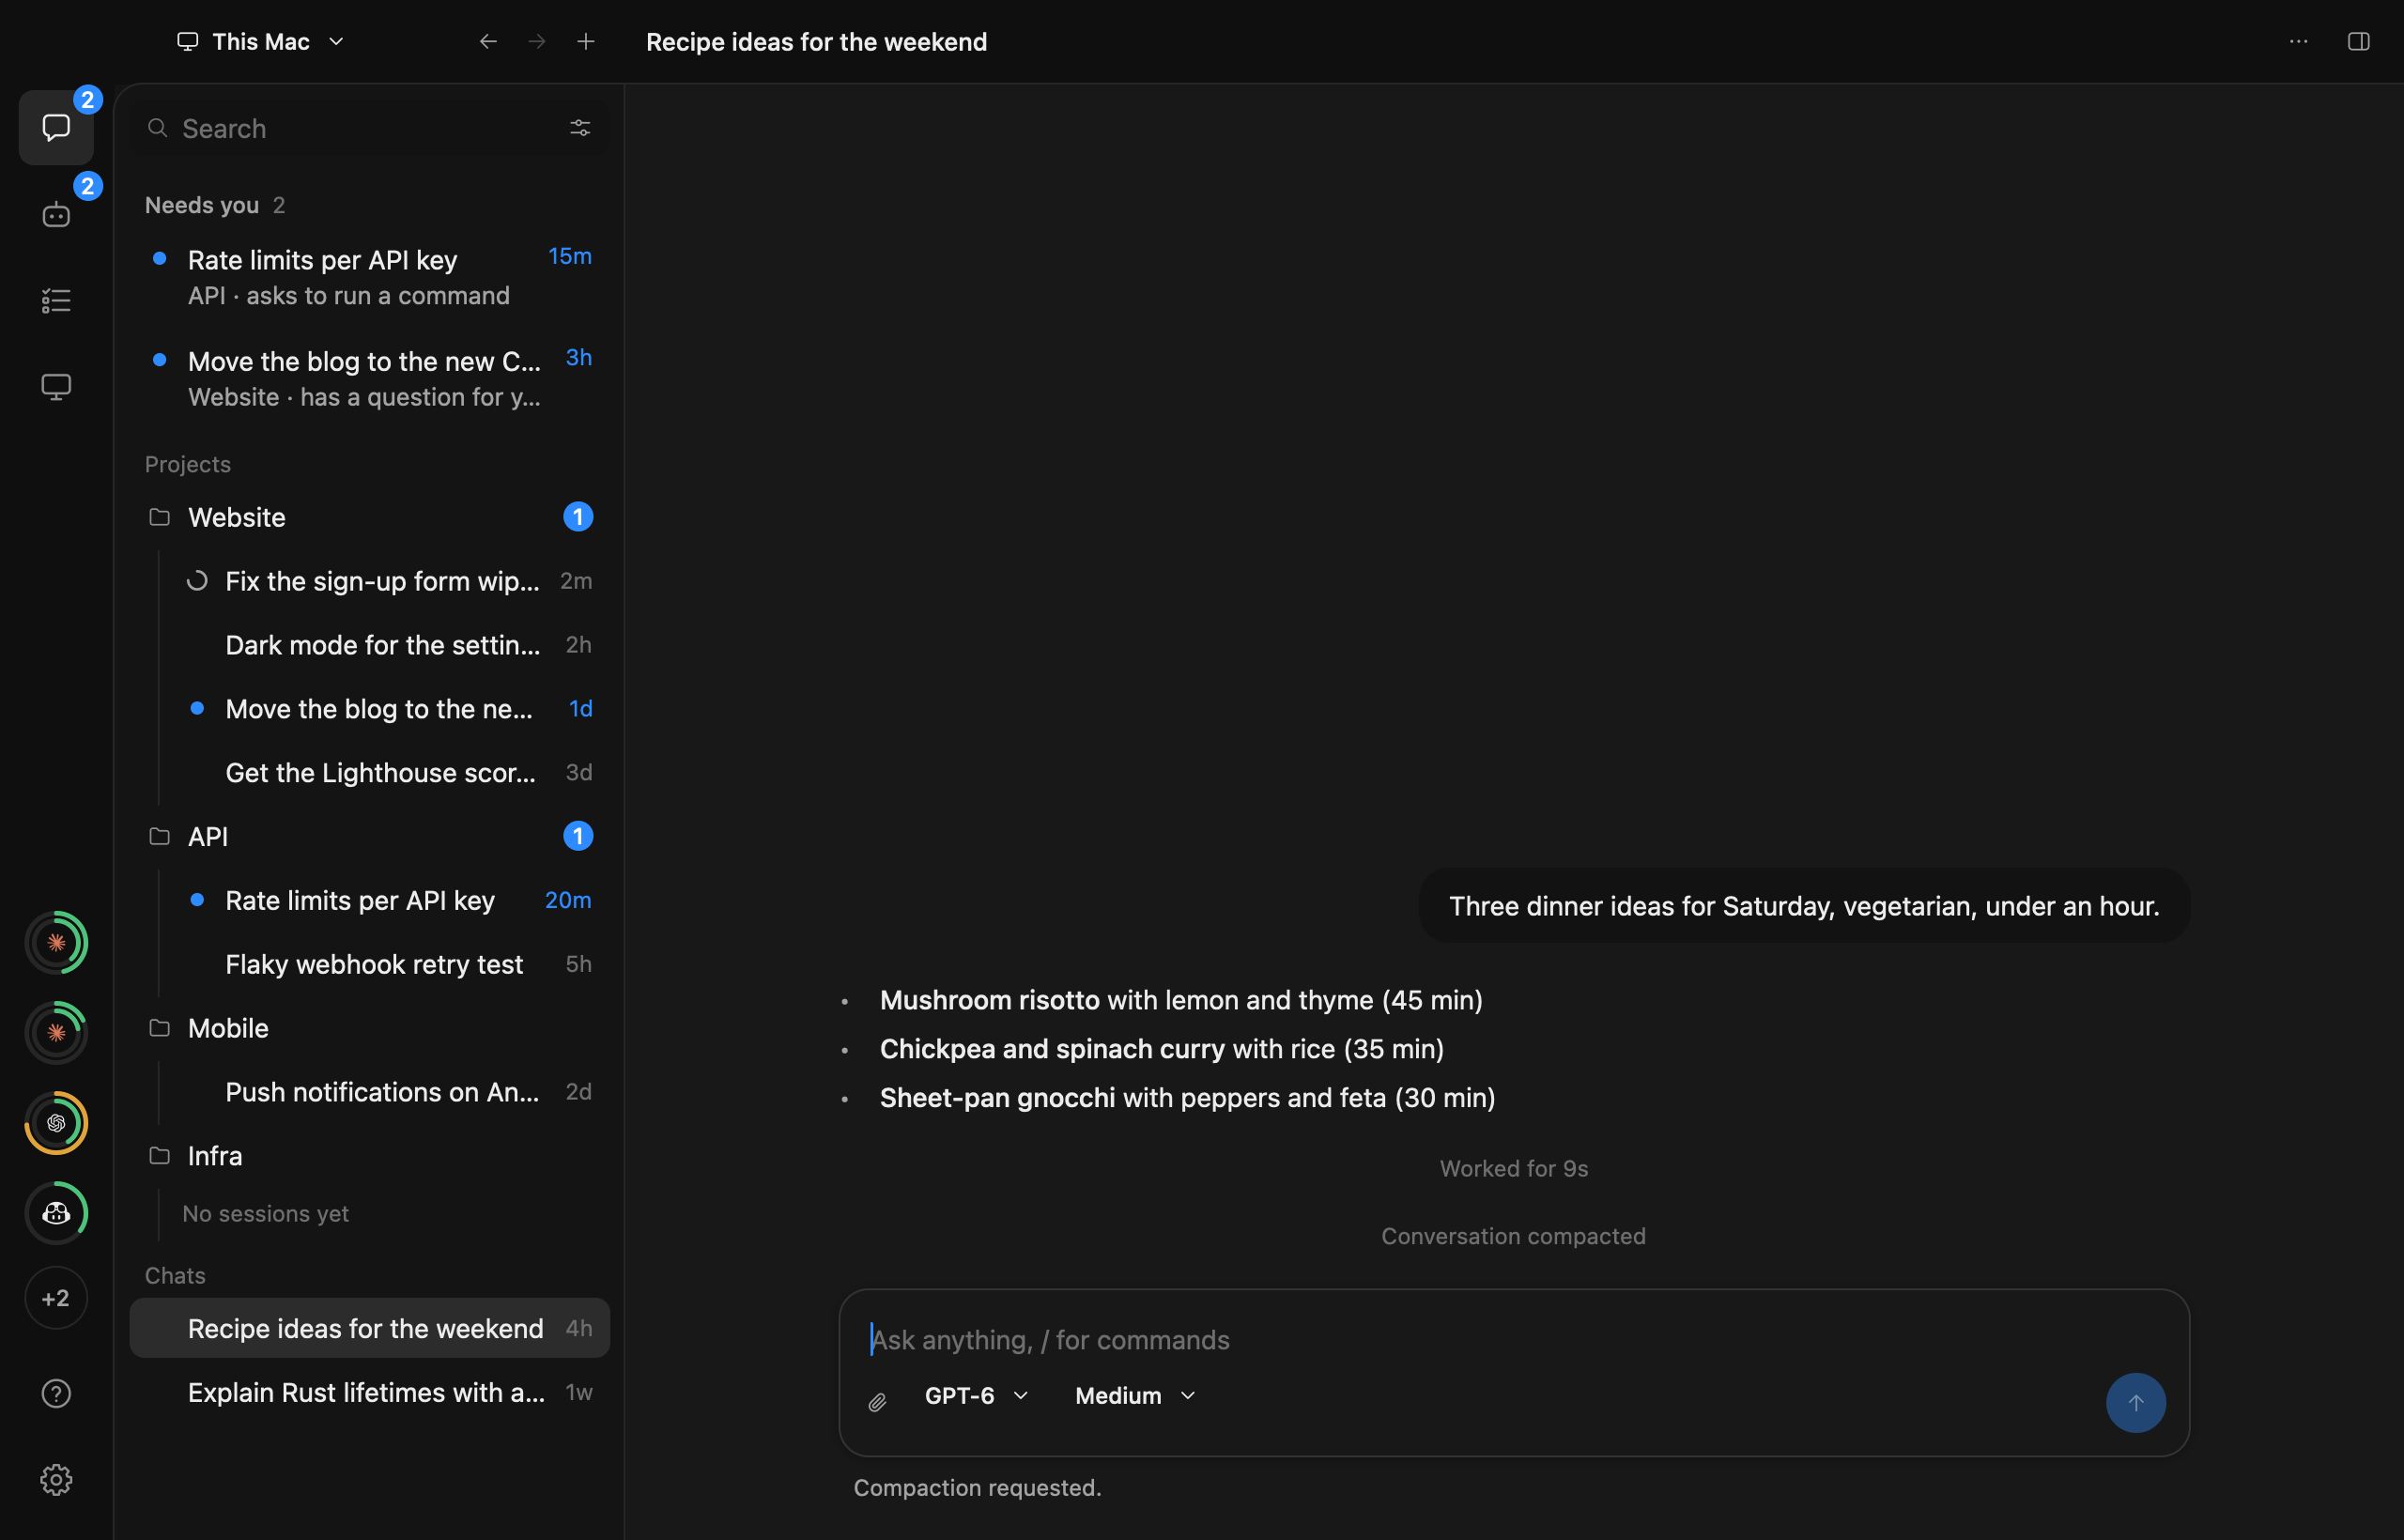 This Mac
Recipe ideas for the weekend
2
2
+2
Search
Needs you 2
Rate limits per API key 15m
API · asks to run a command
Move the blog to the new C... 3h
Website · has a question for y...
Projects
Website 1
Fix the sign-up form wip... 2m
Dark mode for the settin... 2h
Move the blog to the ne... 1d
Get the Lighthouse scor... 3d
API 1
Rate limits per API key 20m
Flaky webhook retry test 5h
Mobile
Push notifications on An... 2d
Infra
No sessions yet
Chats
Recipe ideas for the weekend 4h
Explain Rust lifetimes with a... 1w
Three dinner ideas for Saturday, vegetarian, under an hour.
• Mushroom risotto with lemon and thyme (45 min)
• Chickpea and spinach curry with rice (35 min)
• Sheet-pan gnocchi with peppers and feta (30 min)
Worked for 9s
Conversation compacted
Ask anything, / for commands
GPT-6 Medium
Compaction requested.